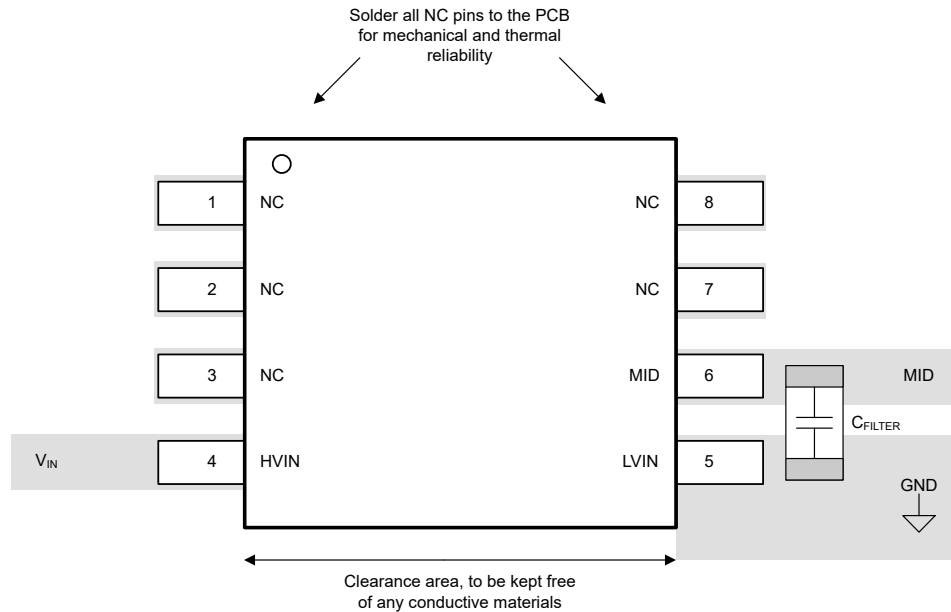 Solder all NC pins to the PCB
for mechanical and thermal
reliability
1 NC NC 8
2 NC NC 7
3 NC MID 6 MID
C_FILTER
V_IN 4 HVIN LVIN 5
GND
Clearance area, to be kept free
of any conductive materials